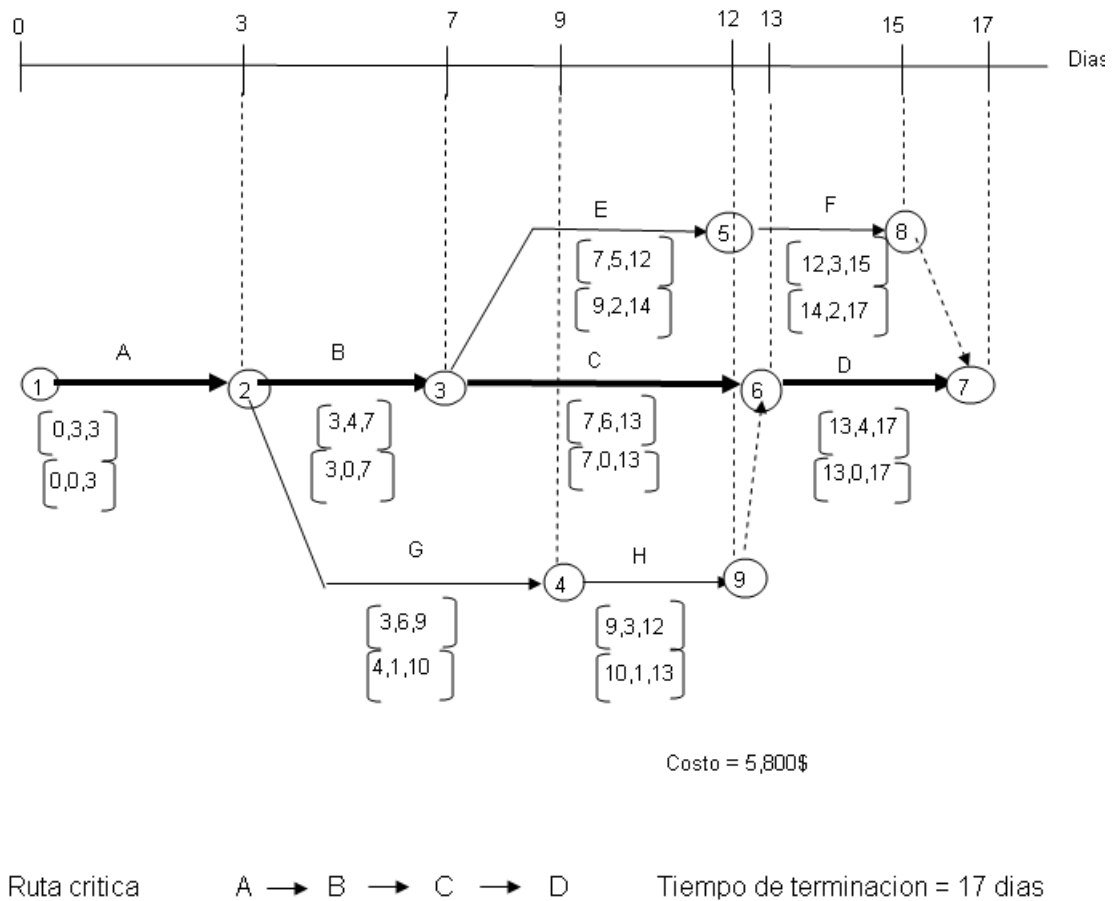 0 3 7 9 12 13 15 17
Dias
E F
5 8
7,5,12 12,3,15
9,2,14 14,2,17
A B C D
1 2 3 6 7
0,3,3 3,4,7 7,6,13 13,4,17
0,0,3 3,0,7 7,0,13 13,0,17
G H
4 9
3,6,9 9,3,12
4,1,10 10,1,13
Costo = 5,800$
Ruta critica A B C D Tiempo de terminacion = 17 dias